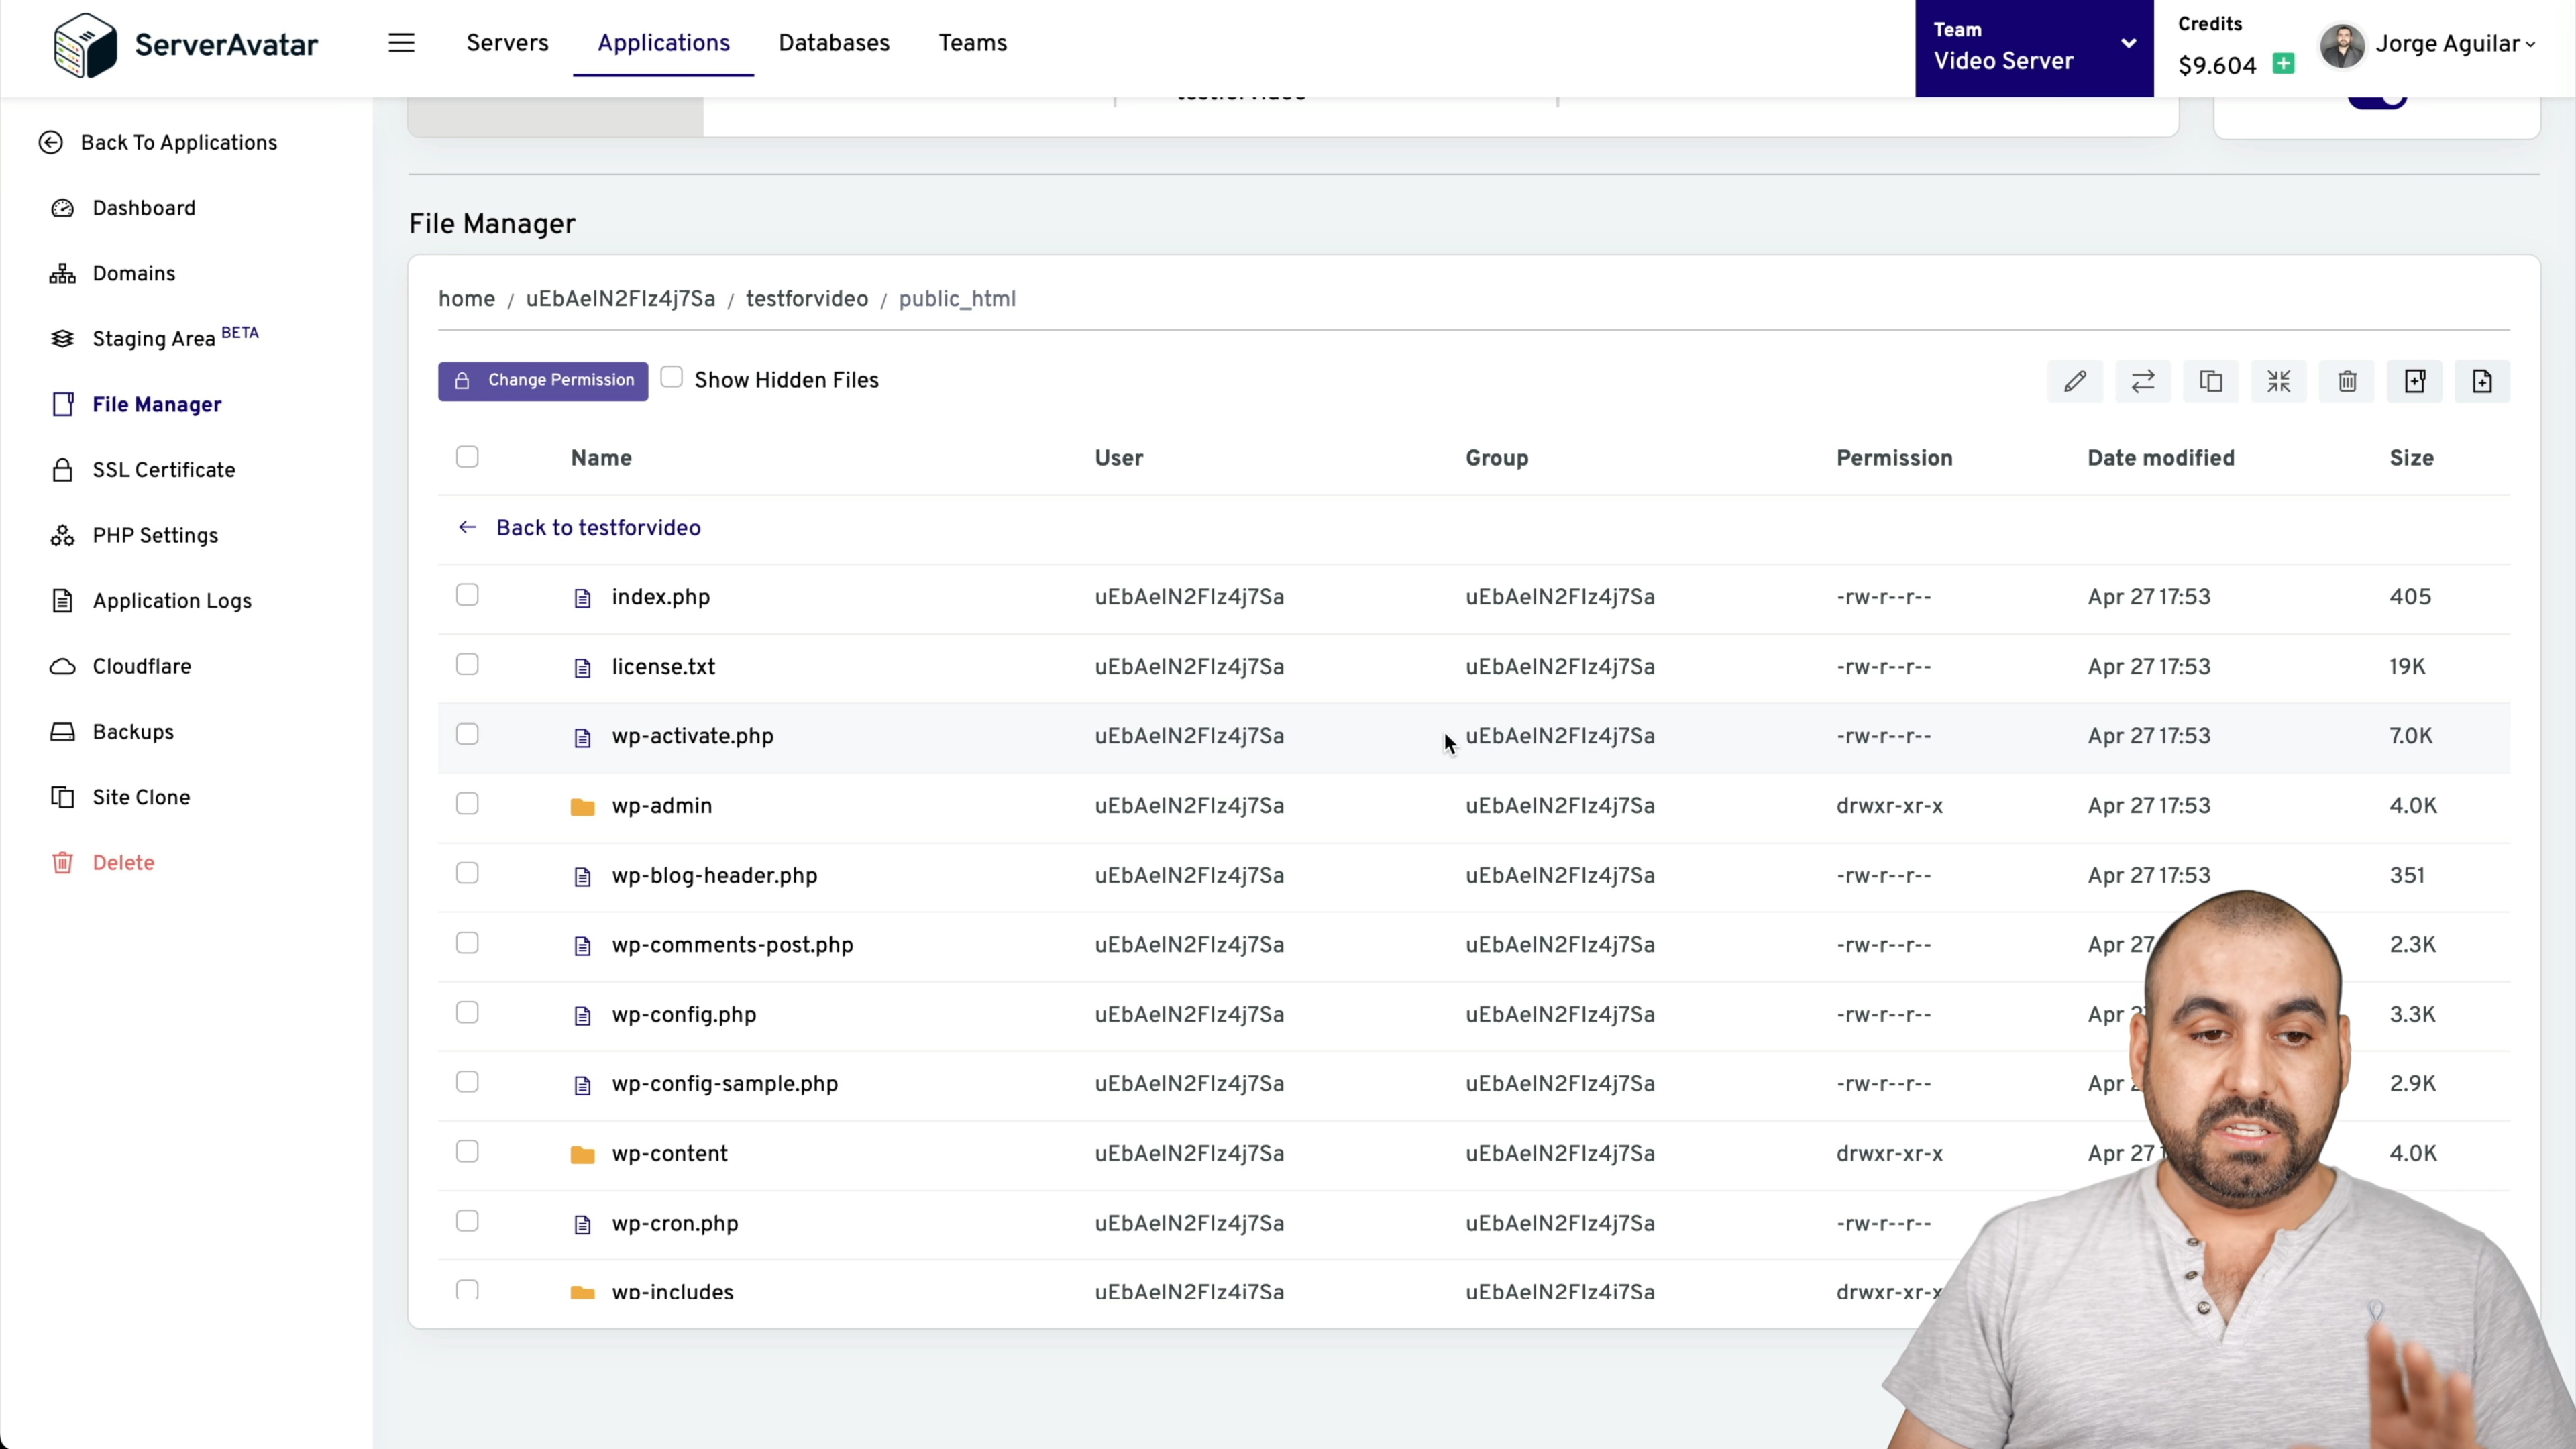 ServerAvatar
Servers Applications Databases Teams
Team
Video Server
Credits
$9.604
Jorge Aguilar
Back To Applications
Dashboard
Domains
Staging Area BETA
File Manager
SSL Certificate
PHP Settings
Application Logs
Cloudflare
Backups
Site Clone
Delete
testforvideo
File Manager
home / uEbAeIN2FIz4j7Sa / testforvideo / public_html
Change Permission Show Hidden Files
Name User Group Permission Date modified Size
Back to testforvideo
index.php uEbAeIN2FIz4j7Sa uEbAeIN2FIz4j7Sa -rw-r--r-- Apr 27 17:53 405
license.txt uEbAeIN2FIz4j7Sa uEbAeIN2FIz4j7Sa -rw-r--r-- Apr 27 17:53 19K
wp-activate.php uEbAeIN2FIz4j7Sa uEbAeIN2FIz4j7Sa -rw-r--r-- Apr 27 17:53 7.0K
wp-admin uEbAeIN2FIz4j7Sa uEbAeIN2FIz4j7Sa drwxr-xr-x Apr 27 17:53 4.0K
wp-blog-header.php uEbAeIN2FIz4j7Sa uEbAeIN2FIz4j7Sa -rw-r--r-- Apr 27 17:53 351
wp-comments-post.php uEbAeIN2FIz4j7Sa uEbAeIN2FIz4j7Sa -rw-r--r-- Apr 27 2.3K
wp-config.php uEbAeIN2FIz4j7Sa uEbAeIN2FIz4j7Sa -rw-r--r-- Apr 3.3K
wp-config-sample.php uEbAeIN2FIz4j7Sa uEbAeIN2FIz4j7Sa -rw-r--r-- Apr 2.9K
wp-content uEbAeIN2FIz4j7Sa uEbAeIN2FIz4j7Sa drwxr-xr-x Apr 27 4.0K
wp-cron.php uEbAeIN2FIz4j7Sa uEbAeIN2FIz4j7Sa -rw-r--r--
wp-includes uEbAeIN2FIz4j7Sa uEbAeIN2FIz4j7Sa drwxr-xr-x